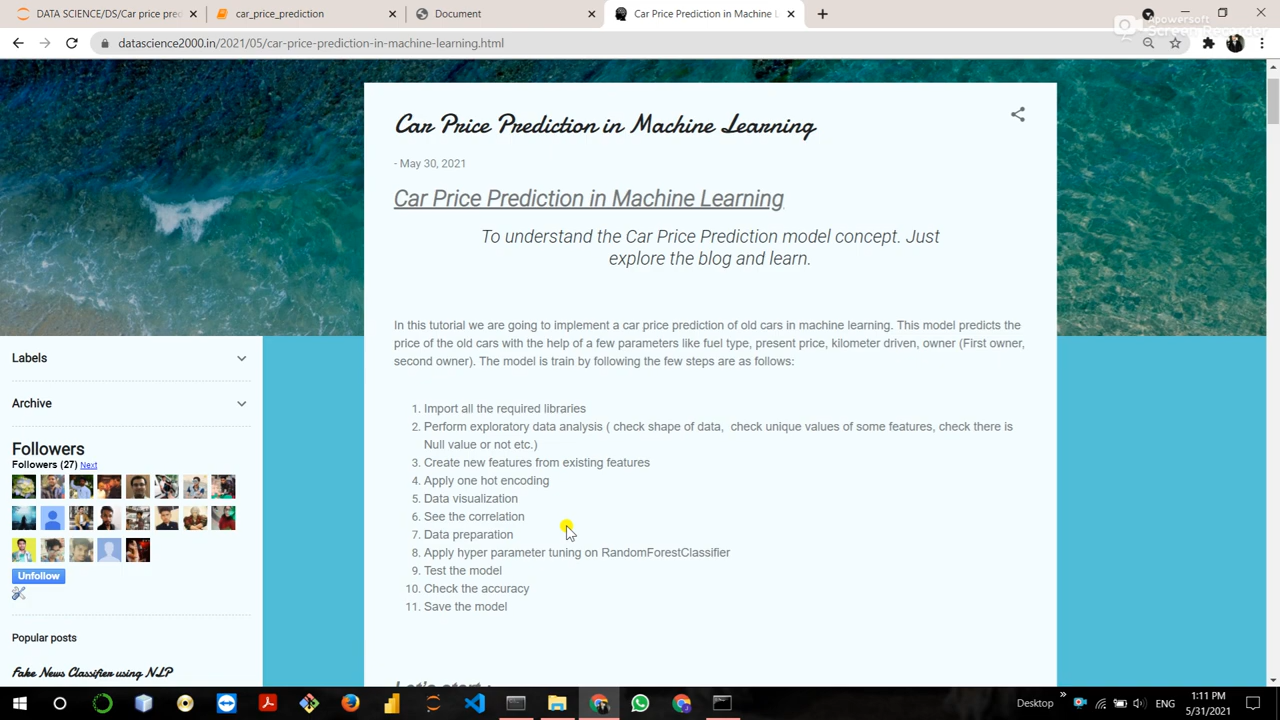 DATA SCIENCE/DS/Car price pred
car_price_prediction
Document
Car Price Prediction in Machine L
Apowersoft
Screen Recorder
datascience2000.in/2021/05/car-price-prediction-in-machine-learning.html
Car Price Prediction in Machine Learning
- May 30, 2021
Car Price Prediction in Machine Learning
To understand the Car Price Prediction model concept. Just
explore the blog and learn.
In this tutorial we are going to implement a car price prediction of old cars in machine learning. This model predicts the
price of the old cars with the help of a few parameters like fuel type, present price, kilometer driven, owner (First owner,
second owner). The model is train by following the few steps are as follows:
1. Import all the required libraries
2. Perform exploratory data analysis ( check shape of data,  check unique values of some features, check there is
Null value or not etc.)
3. Create new features from existing features
4. Apply one hot encoding
5. Data visualization
6. See the correlation
7. Data preparation
8. Apply hyper parameter tuning on RandomForestClassifier
9. Test the model
10. Check the accuracy
11. Save the model
Let's start :
Labels
Archive
Followers
Followers (27) Next
Unfollow
Popular posts
Fake News Classifier using NLP
Desktop
ENG
1:11 PM
5/31/2021